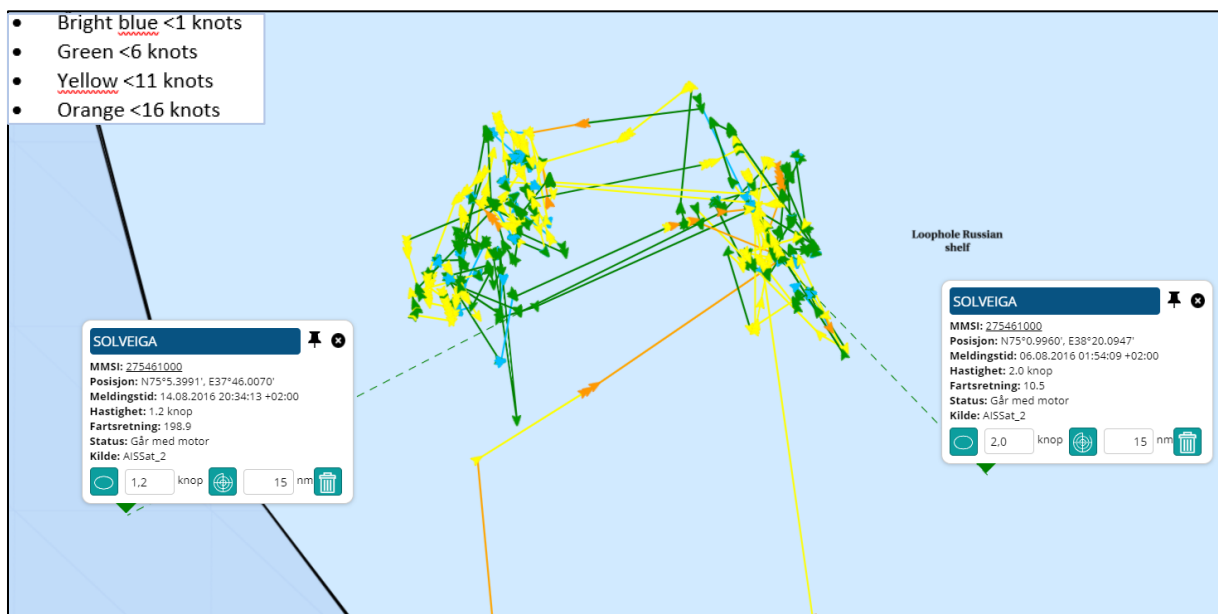 • Bright blue <1 knots
• Green <6 knots
• Yellow <11 knots
• Orange <16 knots
Loophole Russian
shelf
SOLVEIGA
MMSI: 275461000
Posisjon: N75°5.3991', E37°46.0070'
Meldingstid: 14.08.2016 20:34:13 +02:00
Hastighet: 1.2 knop
Fartsretning: 198.9
Status: Går med motor
Kilde: AISSat_2
1,2 knop 15 nm
SOLVEIGA
MMSI: 275461000
Posisjon: N75°0.9960', E38°20.0947'
Meldingstid: 06.08.2016 01:54:09 +02:00
Hastighet: 2.0 knop
Fartsretning: 10.5
Status: Går med motor
Kilde: AISSat_2
2,0 knop 15 nm